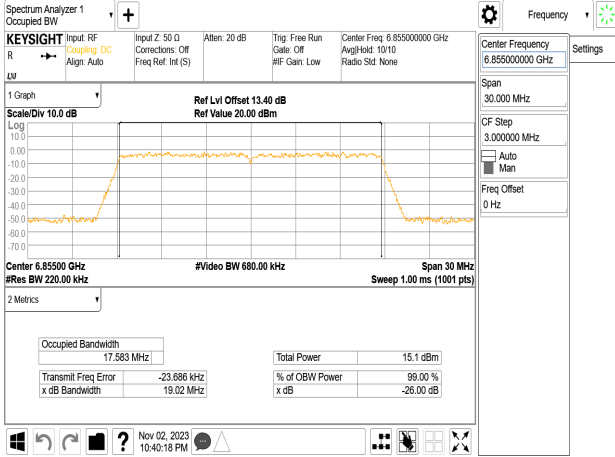 Spectrum Analyzer 1
Occupied BW
Frequency
KEYSIGHT
R
Input: RF
Coupling: DC
Align: Auto
Input Z: 50 Ω
Corrections: Off
Freq Ref: Int (S)
Atten: 20 dB
Trig: Free Run
Gate: Off
#IF Gain: Low
Center Freq: 6.855000000 GHz
Avg|Hold: 10/10
Radio Std: None
1 Graph
Scale/Div 10.0 dB
Ref Lvl Offset 13.40 dB
Ref Value 20.00 dBm
Log
10.0
0.00
-10.0
-20.0
-30.0
-40.0
-50.0
-60.0
-70.0
Center 6.85500 GHz
#Video BW 680.00 kHz
Span 30 MHz
#Res BW 220.00 kHz
Sweep 1.00 ms (1001 pts)
2 Metrics
Occupied Bandwidth
17.583 MHz
Total Power 15.1 dBm
Transmit Freq Error -23.686 kHz
% of OBW Power 99.00 %
x dB Bandwidth 19.02 MHz
x dB -26.00 dB
Nov 02, 2023
10:40:18 PM
Center Frequency
6.855000000 GHz
Settings
Span
30.000 MHz
CF Step
3.000000 MHz
Auto
Man
Freq Offset
0 Hz